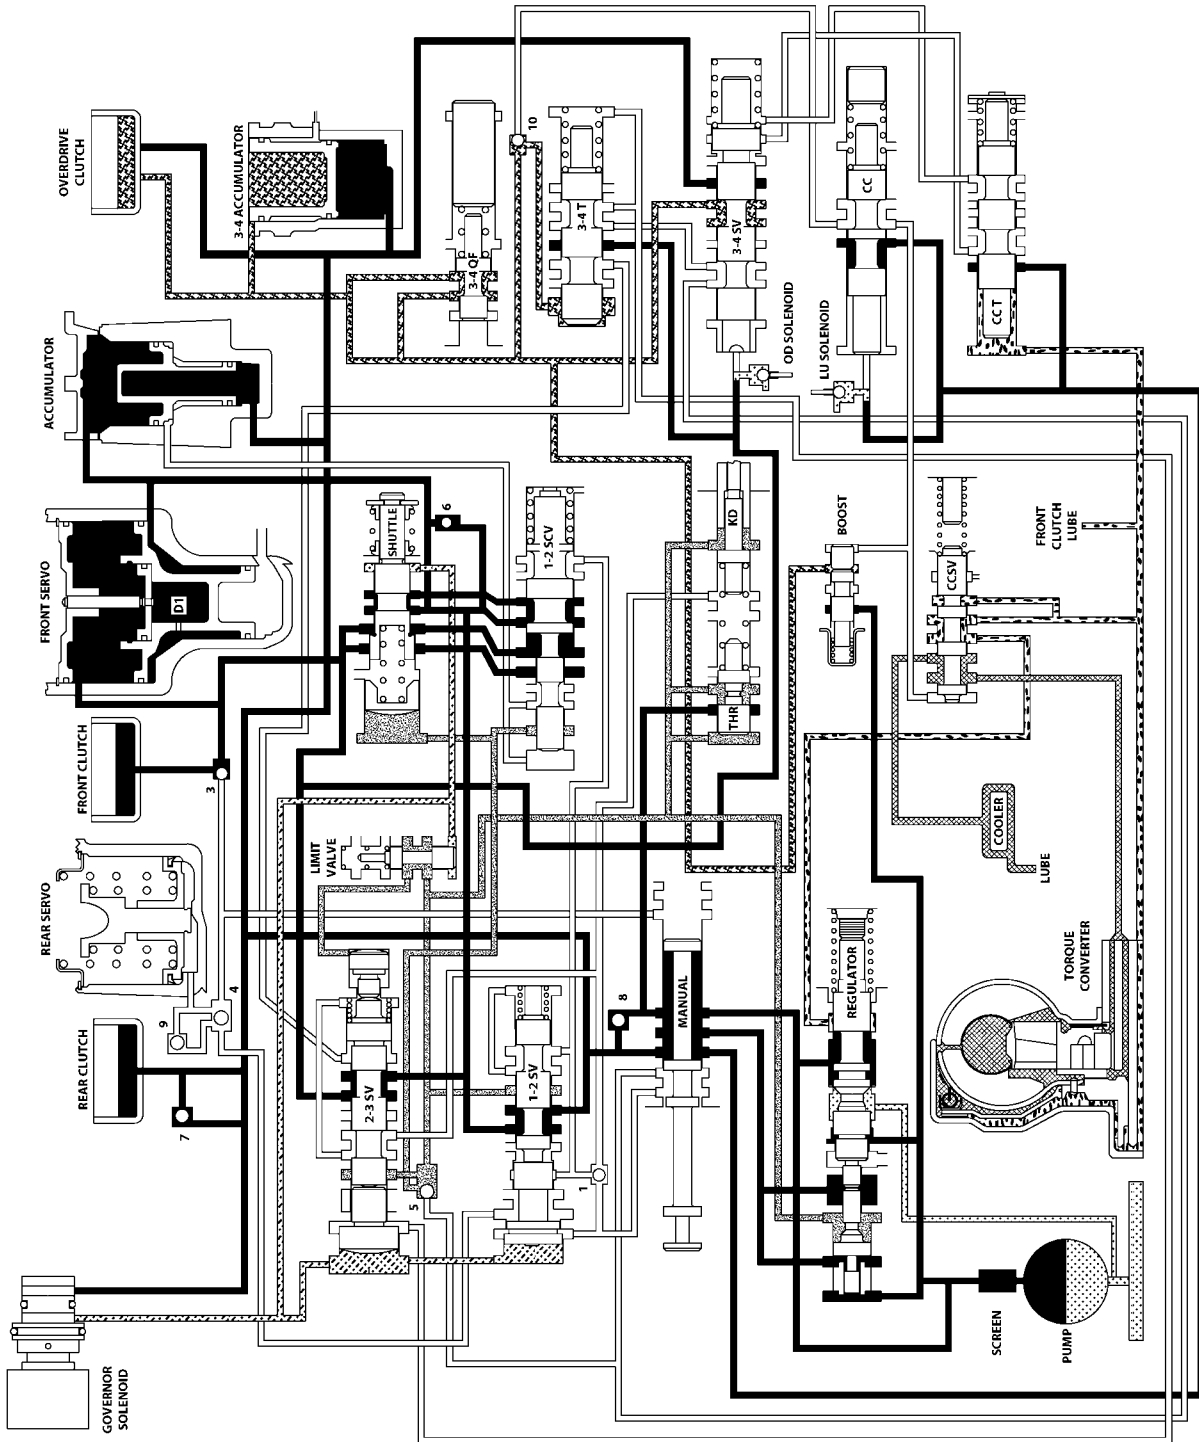 OVERDRIVE
CLUTCH
3-4 ACCUMULATOR
3-4 QF
10
3-4 T
3-4 SV
CC
CC T
OD SOLENOID
LU SOLENOID
ACCUMULATOR
FRONT SERVO
D1
SHUTTLE
6
1-2 SCV
KD
THR
BOOST
CCSV
FRONT
CLUTCH
LUBE
FRONT CLUTCH
3
LIMIT
VALVE
COOLER
LUBE
REAR SERVO
4
9
8
MANUAL
REGULATOR
TORQUE
CONVERTER
REAR CLUTCH
7
2-3 SV
1-2 SV
5
1
GOVERNOR
SOLENOID
SCREEN
PUMP